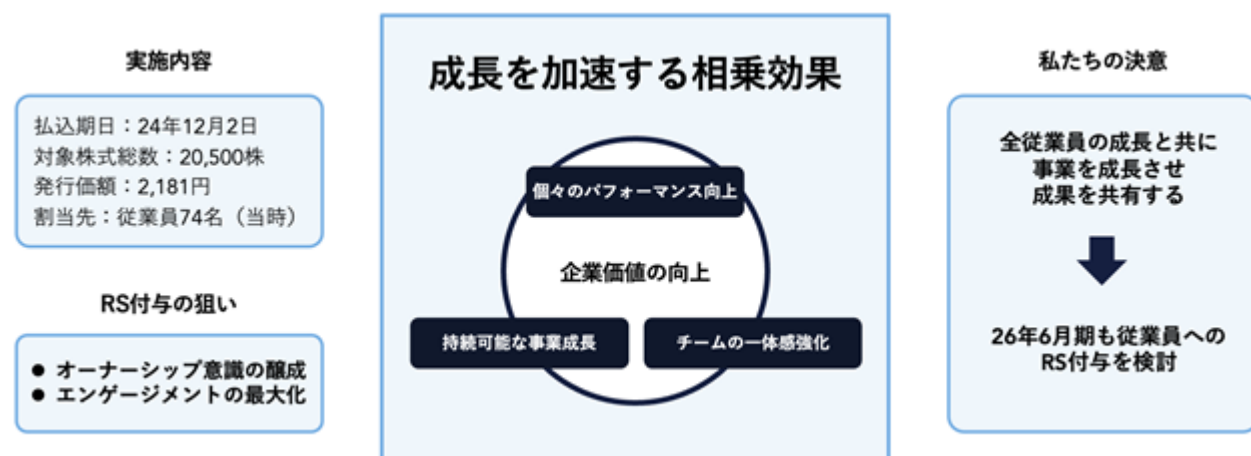 実施内容
払込期日：24年12月2日
対象株式総数：20,500株
発行価額：2,181円
割当先：従業員74名（当時）
RS付与の狙い
● オーナーシップ意識の醸成
● エンゲージメントの最大化
成長を加速する相乗効果
個々のパフォーマンス向上
企業価値の向上
持続可能な事業成長
チームの一体感強化
私たちの決意
全従業員の成長と共に
事業を成長させ
成果を共有する
26年6月期も従業員への
RS付与を検討